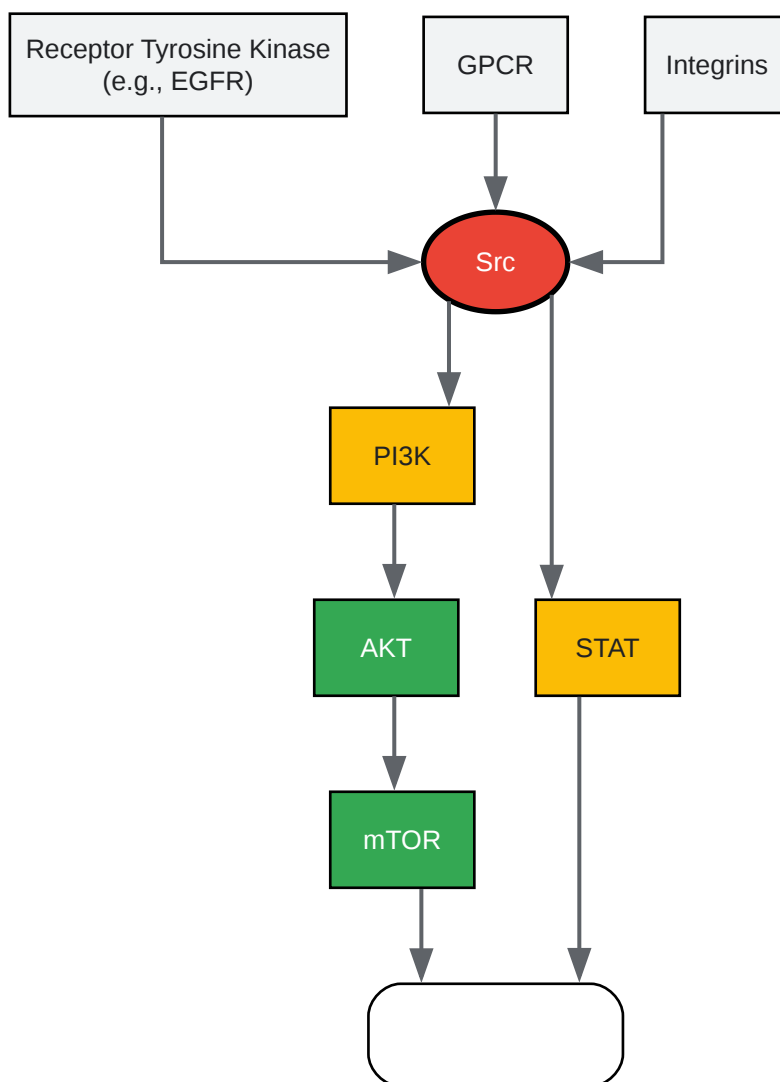 Receptor Tyrosine Kinase
(e.g., EGFR)
GPCR
Integrins
Src
PI3K
AKT
STAT
mTOR